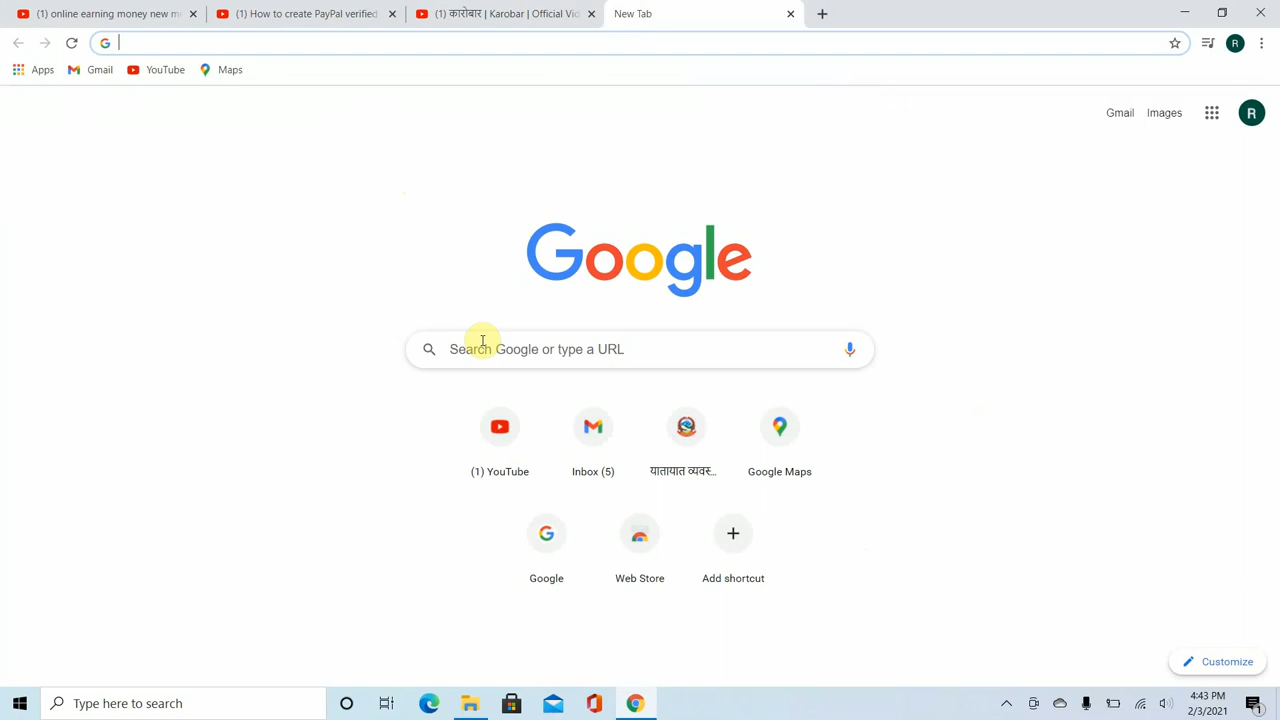 (1) online earning money new m
(1) How to create PayPal verified
(1) कारोबार | Karobar | Official Vid
New Tab
R
Apps
Gmail
YouTube
Maps
Gmail
Images
R
Google
Search Google or type a URL
(1) YouTube
Inbox (5)
यातायात व्यवस्...
Google Maps
Google
Web Store
Add shortcut
Customize
Type here to search
4:43 PM
2/3/2021
1